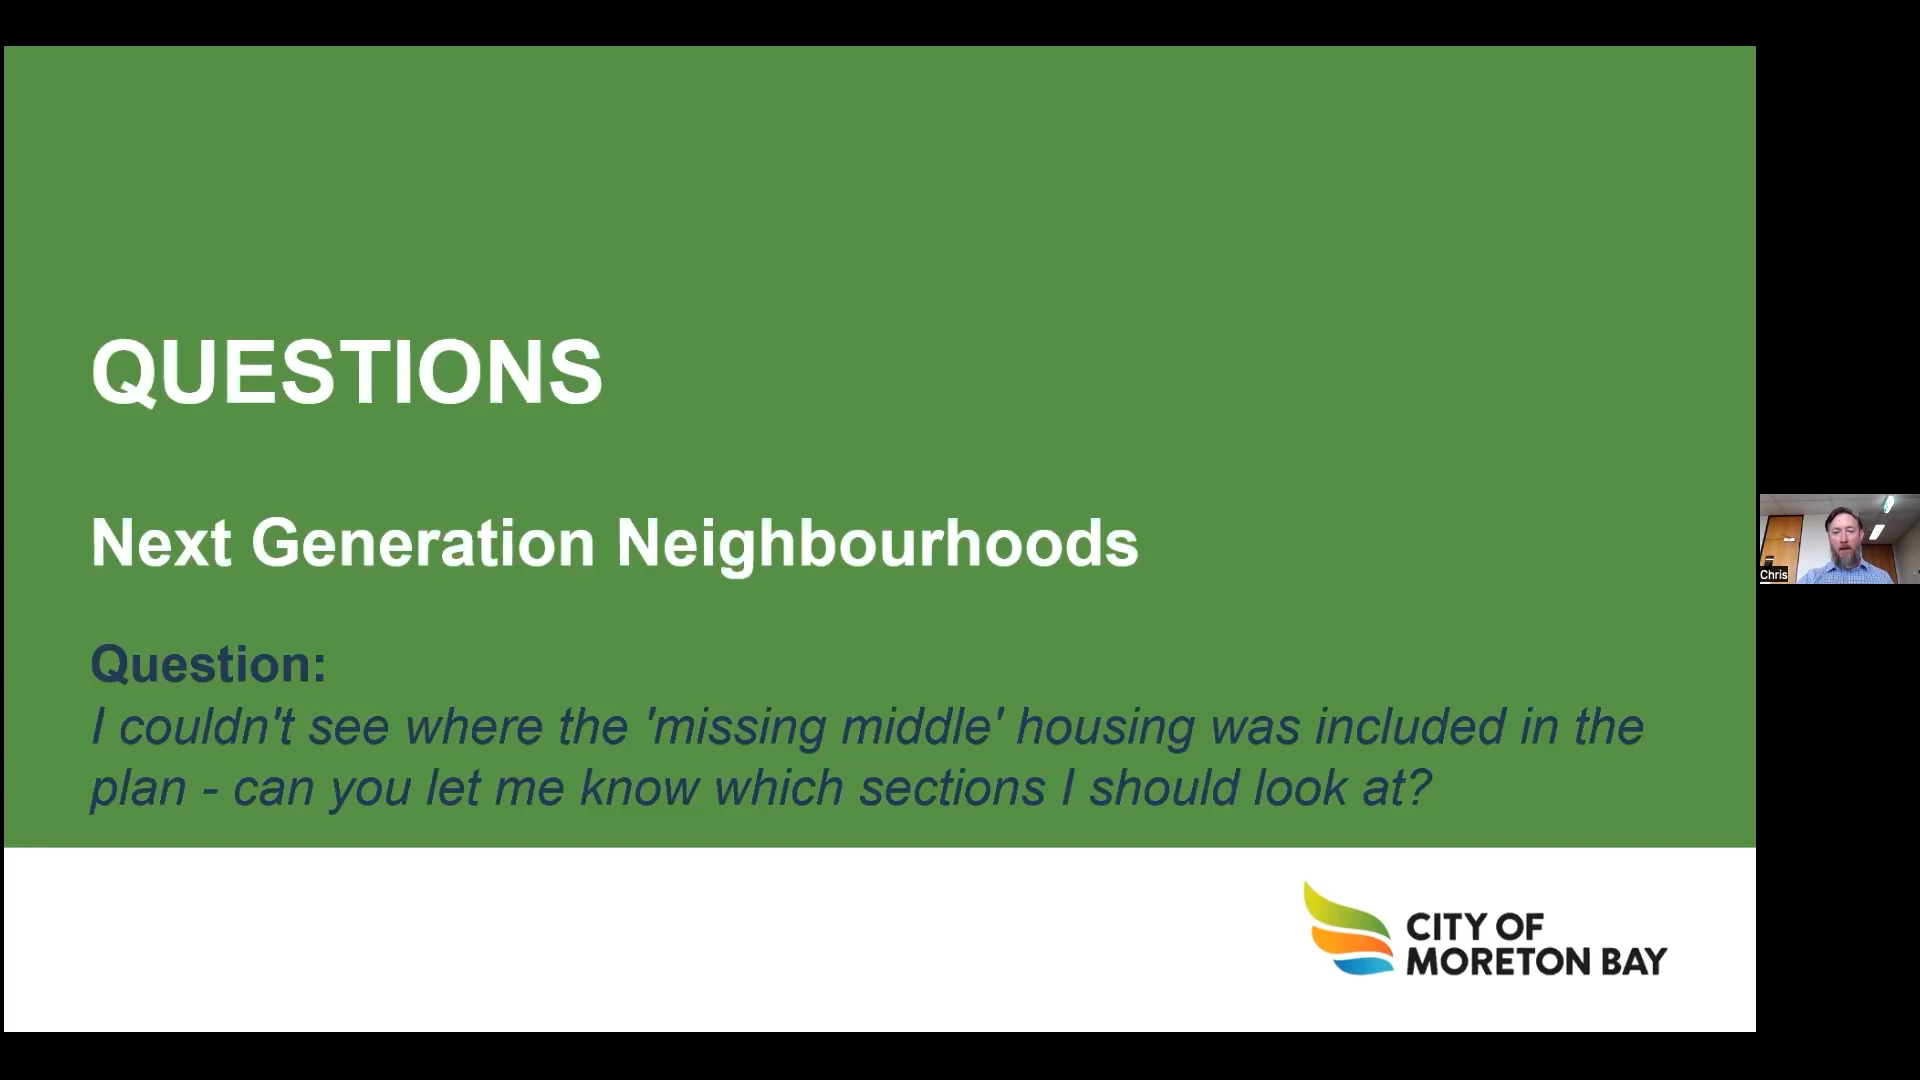 QUESTIONS
Next Generation Neighbourhoods
Question:
I couldn't see where the 'missing middle' housing was included in the
plan - can you let me know which sections I should look at?
CITY OF
MORETON BAY
Chris